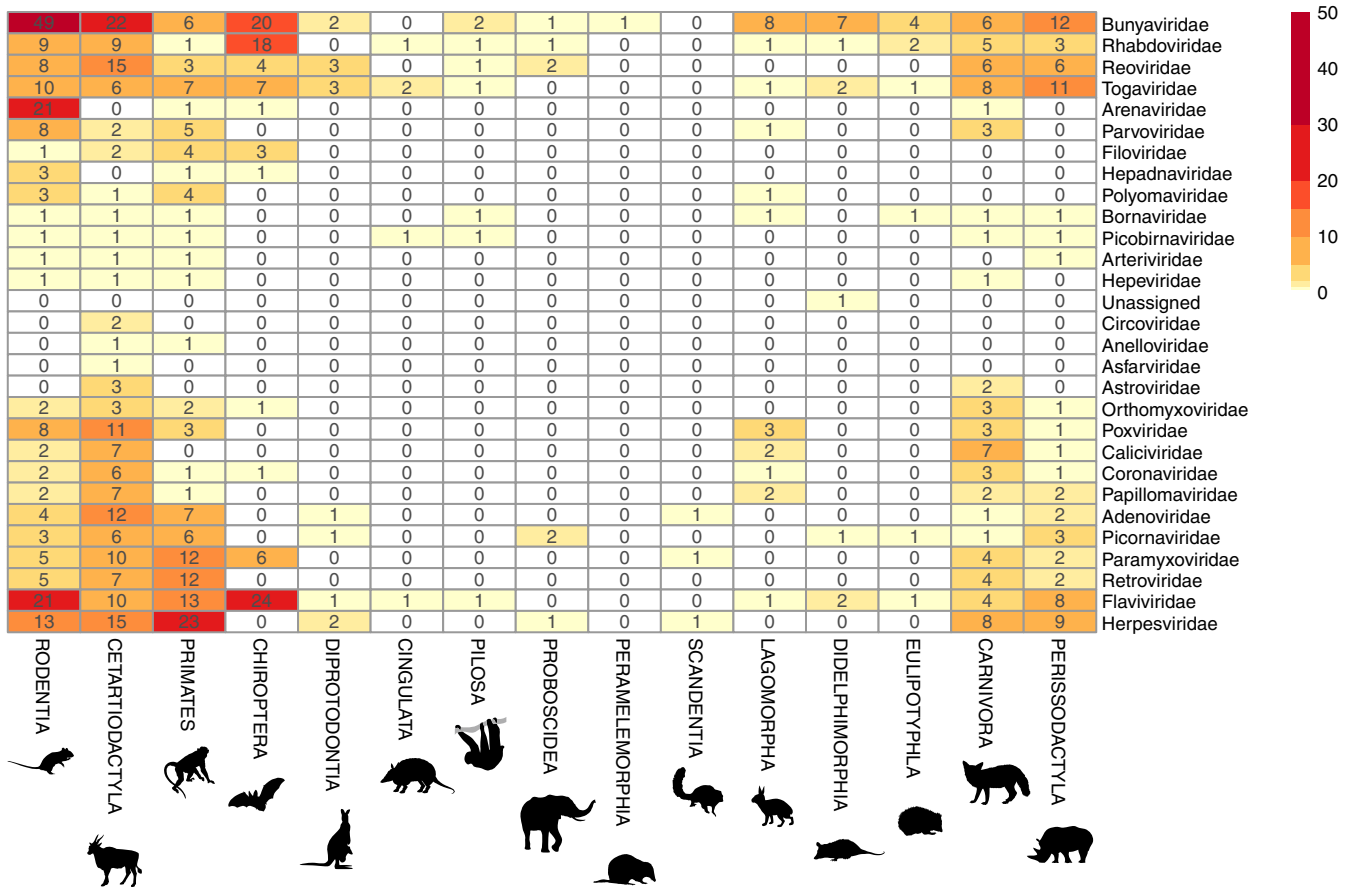 49 22 6 20 2 0 2 1 1 0 8 7 4 6 12 Bunyaviridae
9 9 1 18 0 1 1 1 0 0 1 1 2 5 3 Rhabdoviridae
8 15 3 4 3 0 1 2 0 0 0 0 0 6 6 Reoviridae
10 6 7 7 3 2 1 0 0 0 1 2 1 8 11 Togaviridae
21 0 1 1 0 0 0 0 0 0 0 0 0 1 0 Arenaviridae
8 2 5 0 0 0 0 0 0 0 1 0 0 3 0 Parvoviridae
1 2 4 3 0 0 0 0 0 0 0 0 0 0 0 Filoviridae
3 0 1 1 0 0 0 0 0 0 0 0 0 0 0 Hepadnaviridae
3 1 4 0 0 0 0 0 0 0 1 0 0 0 0 Polyomaviridae
1 1 1 0 0 0 1 0 0 0 1 0 1 1 1 Bornaviridae
1 1 1 0 0 1 1 0 0 0 0 0 0 1 1 Picobirnaviridae
1 1 1 0 0 0 0 0 0 0 0 0 0 0 1 Arteriviridae
1 1 1 0 0 0 0 0 0 0 0 0 0 1 0 Hepeviridae
0 0 0 0 0 0 0 0 0 0 0 1 0 0 0 Unassigned
0 2 0 0 0 0 0 0 0 0 0 0 0 0 0 Circoviridae
0 1 1 0 0 0 0 0 0 0 0 0 0 0 0 Anelloviridae
0 1 0 0 0 0 0 0 0 0 0 0 0 0 0 Asfarviridae
0 3 0 0 0 0 0 0 0 0 0 0 0 2 0 Astroviridae
2 3 2 1 0 0 0 0 0 0 0 0 0 3 1 Orthomyxoviridae
8 11 3 0 0 0 0 0 0 0 3 0 0 3 1 Poxviridae
2 7 0 0 0 0 0 0 0 0 2 0 0 7 1 Caliciviridae
2 6 1 1 0 0 0 0 0 0 1 0 0 3 1 Coronaviridae
2 7 1 0 0 0 0 0 0 0 2 0 0 2 2 Papillomaviridae
4 12 7 0 1 0 0 0 0 1 0 0 0 1 2 Adenoviridae
3 6 6 0 1 0 0 2 0 0 0 1 1 1 3 Picornaviridae
5 10 12 6 0 0 0 0 0 1 0 0 0 4 2 Paramyxoviridae
5 7 12 0 0 0 0 0 0 0 0 0 0 4 2 Retroviridae
21 10 13 24 1 1 1 0 0 0 1 2 1 4 8 Flaviviridae
13 15 23 0 2 0 0 1 0 1 0 0 0 8 9 Herpesviridae
RODENTIA
CETARTIODACTYLA
PRIMATES
CHIROPTERA
DIPROTODONTIA
CINGULATA
PILOSA
PROBOSCIDEA
PERAMELEMORPHIA
SCANDENTIA
LAGOMORPHA
DIDELPHIMORPHIA
EULIPOTYPHLA
CARNIVORA
PERISSODACTYLA
50
40
30
20
10
0